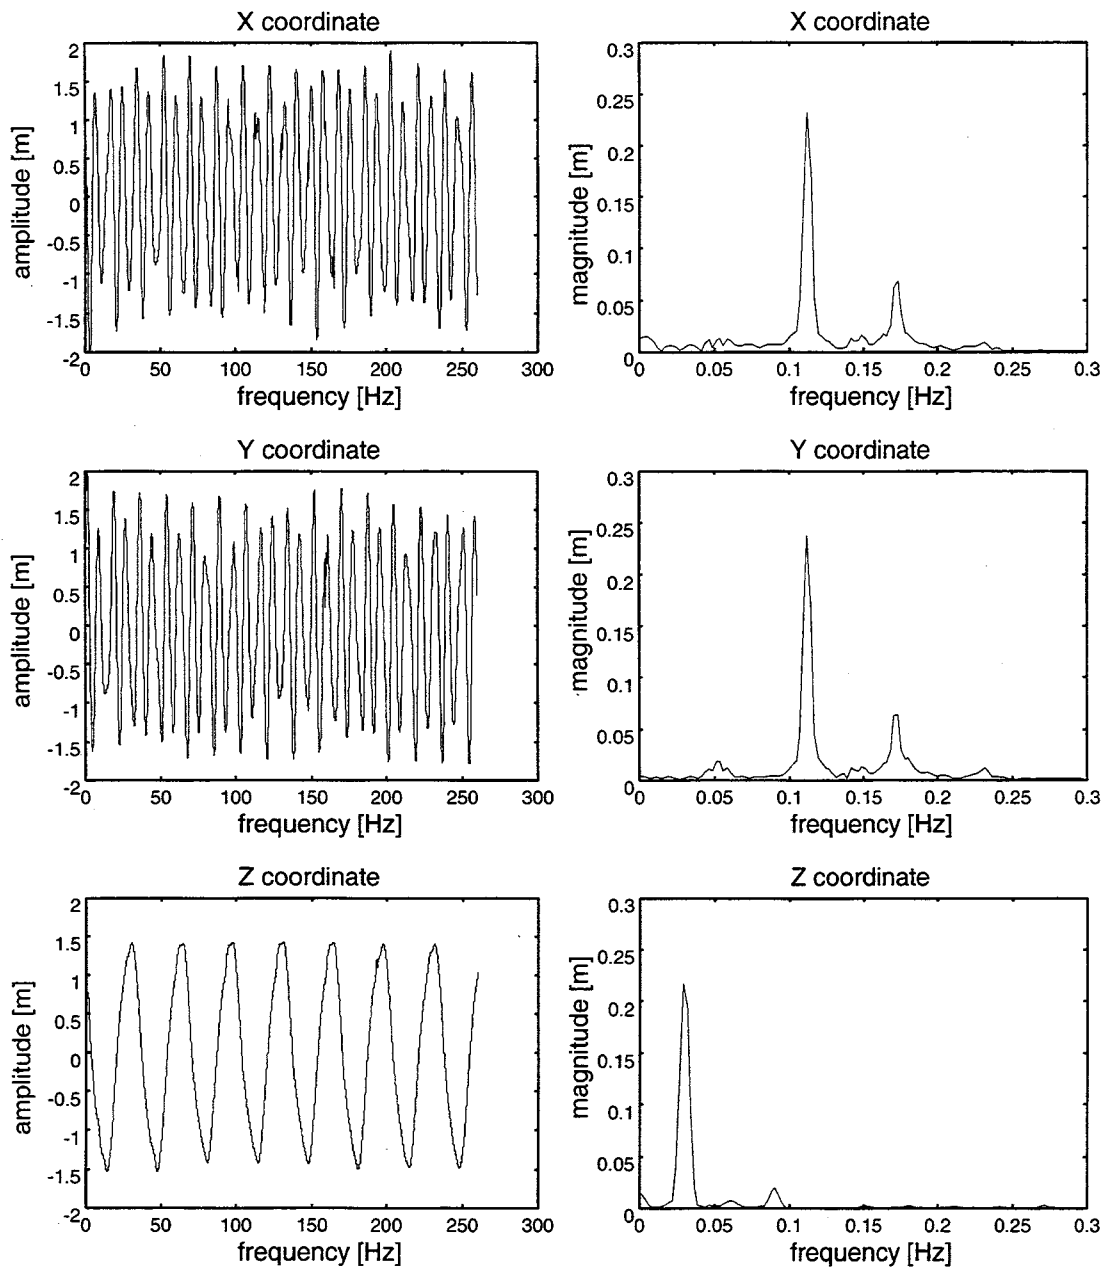 X coordinate
2
1.5
1
0.5
0
-0.5
-1
-1.5
-2
0 50 100 150 200 250 300
amplitude [m]
frequency [Hz]
X coordinate
0.3
0.25
0.2
0.15
0.1
0.05
0
0 0.05 0.1 0.15 0.2 0.25 0.3
magnitude [m]
frequency [Hz]
Y coordinate
2
1.5
1
0.5
0
-0.5
-1
-1.5
-2
0 50 100 150 200 250 300
amplitude [m]
frequency [Hz]
Y coordinate
0.3
0.25
0.2
0.15
0.1
0.05
0
0 0.05 0.1 0.15 0.2 0.25 0.3
magnitude [m]
frequency [Hz]
Z coordinate
2
1.5
1
0.5
0
-0.5
-1
-1.5
-2
0 50 100 150 200 250 300
amplitude [m]
frequency [Hz]
Z coordinate
0.3
0.25
0.2
0.15
0.1
0.05
0
0 0.05 0.1 0.15 0.2 0.25 0.3
magnitude [m]
frequency [Hz]